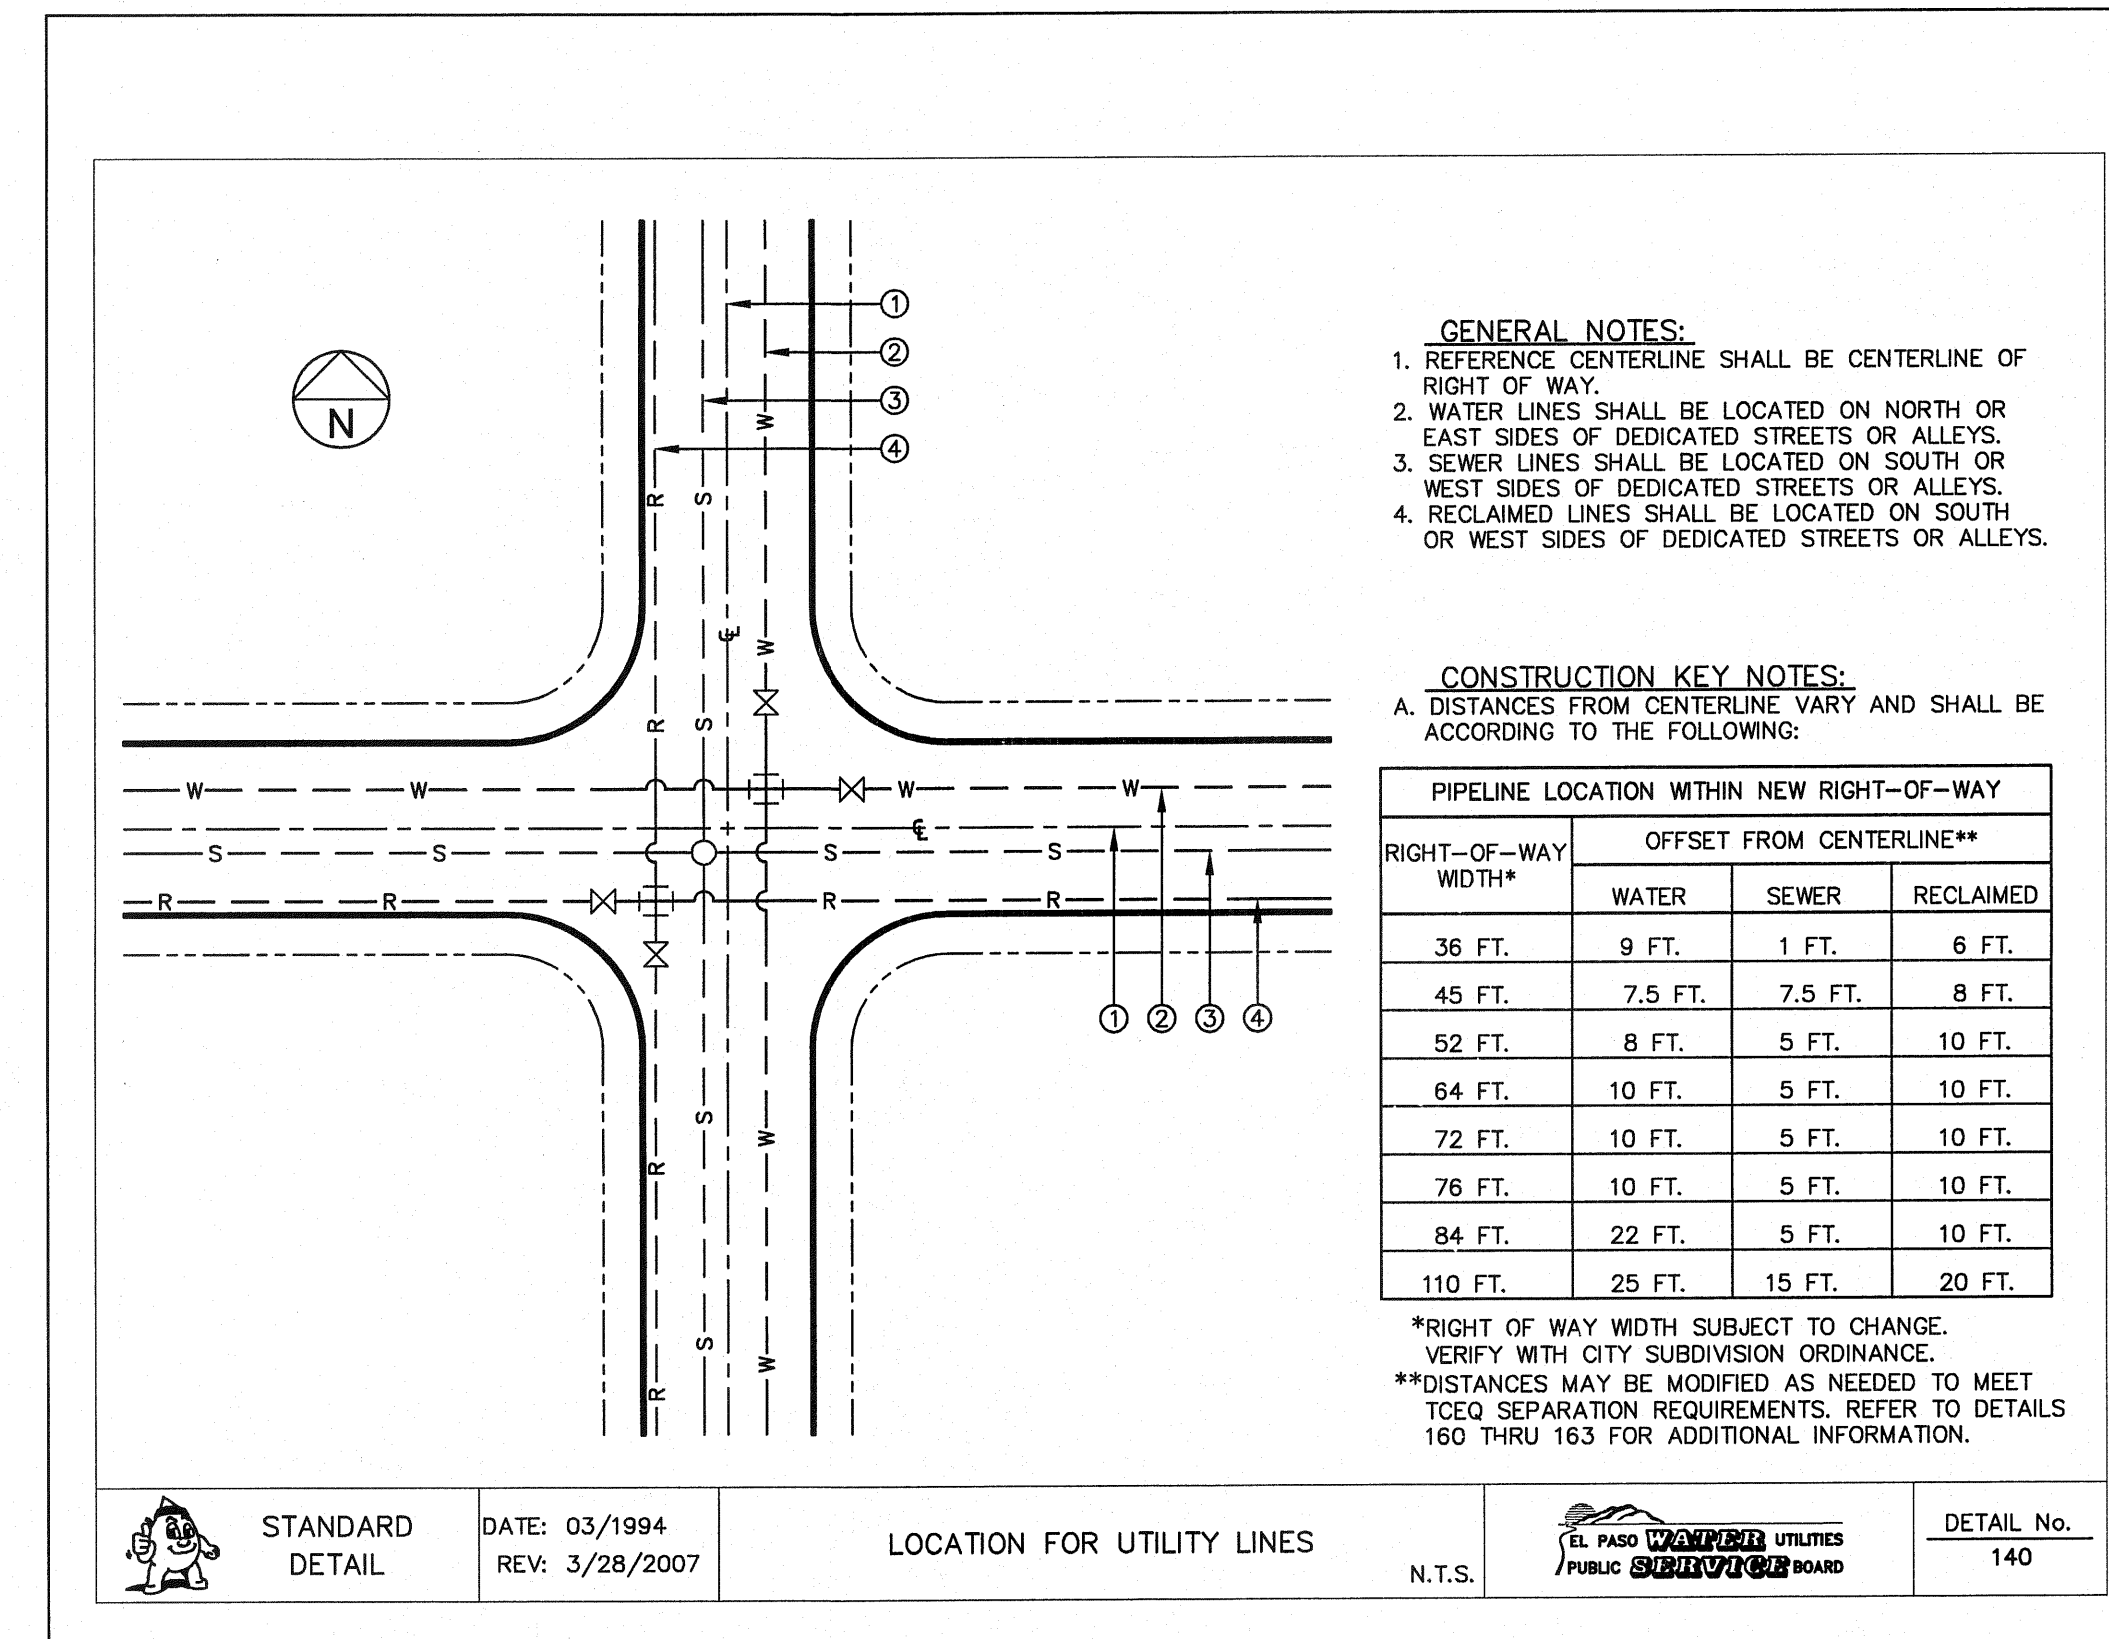 ①
②
③
④
N
R
S
W
R
S
℄
W
W
W
W
W
℄
S
S
S
S
R
R
R
R
① ② ③ ④
S
W
R
S
W
R
GENERAL NOTES:
1. REFERENCE CENTERLINE SHALL BE CENTERLINE OF
RIGHT OF WAY.
2. WATER LINES SHALL BE LOCATED ON NORTH OR
EAST SIDES OF DEDICATED STREETS OR ALLEYS.
3. SEWER LINES SHALL BE LOCATED ON SOUTH OR
WEST SIDES OF DEDICATED STREETS OR ALLEYS.
4. RECLAIMED LINES SHALL BE LOCATED ON SOUTH
OR WEST SIDES OF DEDICATED STREETS OR ALLEYS.
CONSTRUCTION KEY NOTES:
A. DISTANCES FROM CENTERLINE VARY AND SHALL BE
ACCORDING TO THE FOLLOWING:
PIPELINE LOCATION WITHIN NEW RIGHT-OF-WAY
RIGHT-OF-WAY
WIDTH*
OFFSET FROM CENTERLINE**
WATER SEWER RECLAIMED
36 FT. 9 FT. 1 FT. 6 FT.
45 FT. 7.5 FT. 7.5 FT. 8 FT.
52 FT. 8 FT. 5 FT. 10 FT.
64 FT. 10 FT. 5 FT. 10 FT.
72 FT. 10 FT. 5 FT. 10 FT.
76 FT. 10 FT. 5 FT. 10 FT.
84 FT. 22 FT. 5 FT. 10 FT.
110 FT. 25 FT. 15 FT. 20 FT.
*RIGHT OF WAY WIDTH SUBJECT TO CHANGE.
VERIFY WITH CITY SUBDIVISION ORDINANCE.
**DISTANCES MAY BE MODIFIED AS NEEDED TO MEET
TCEQ SEPARATION REQUIREMENTS. REFER TO DETAILS
160 THRU 163 FOR ADDITIONAL INFORMATION.
STANDARD
DETAIL
DATE: 03/1994
REV: 3/28/2007
LOCATION FOR UTILITY LINES
N.T.S.
EL PASO WATER UTILITIES
PUBLIC SERVICE BOARD
DETAIL No.
140